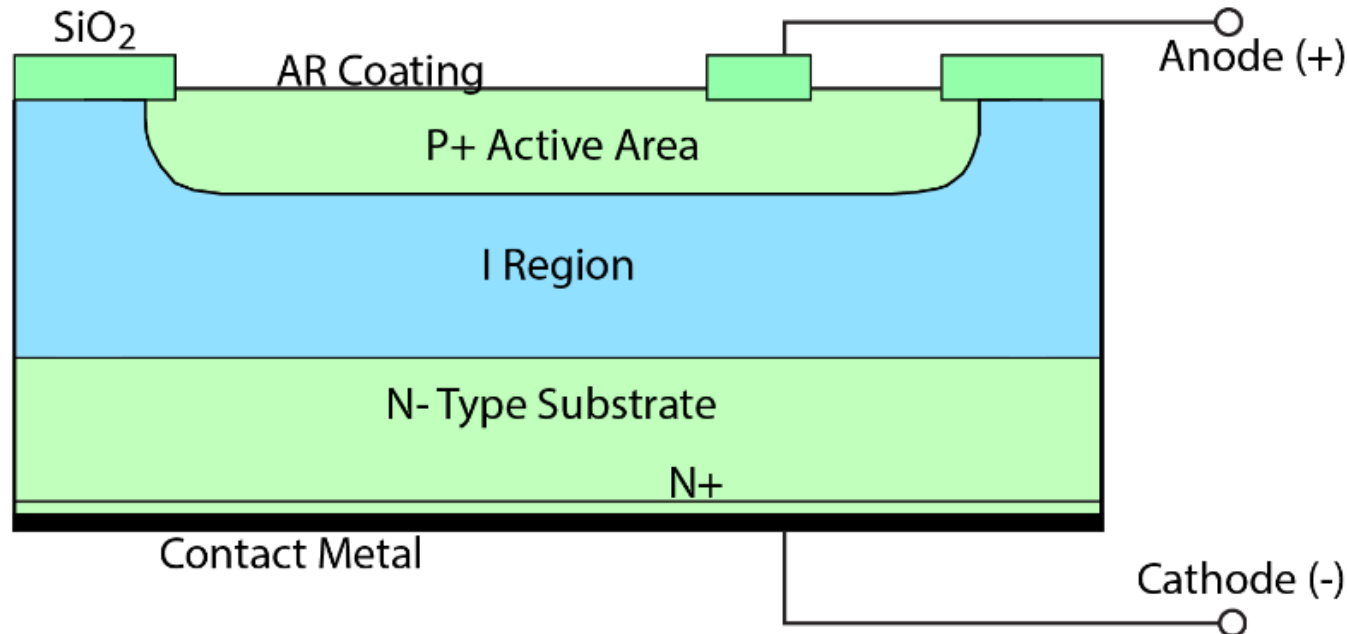 SiO₂
Anode (+)
AR Coating
P+ Active Area
I Region
N- Type Substrate
N+
Contact Metal
Cathode (-)